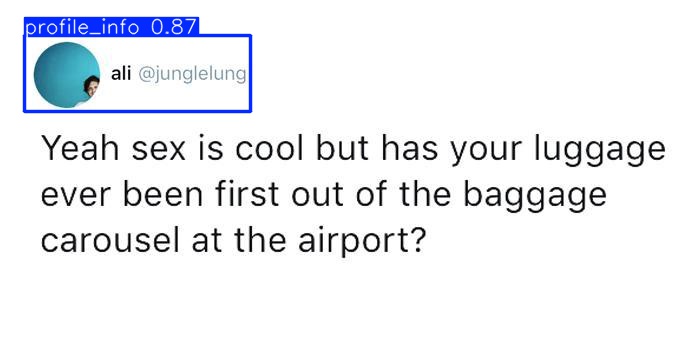 profile_info 0.87
ali @junglelung
Yeah sex is cool but has your luggage
ever been first out of the baggage
carousel at the airport?